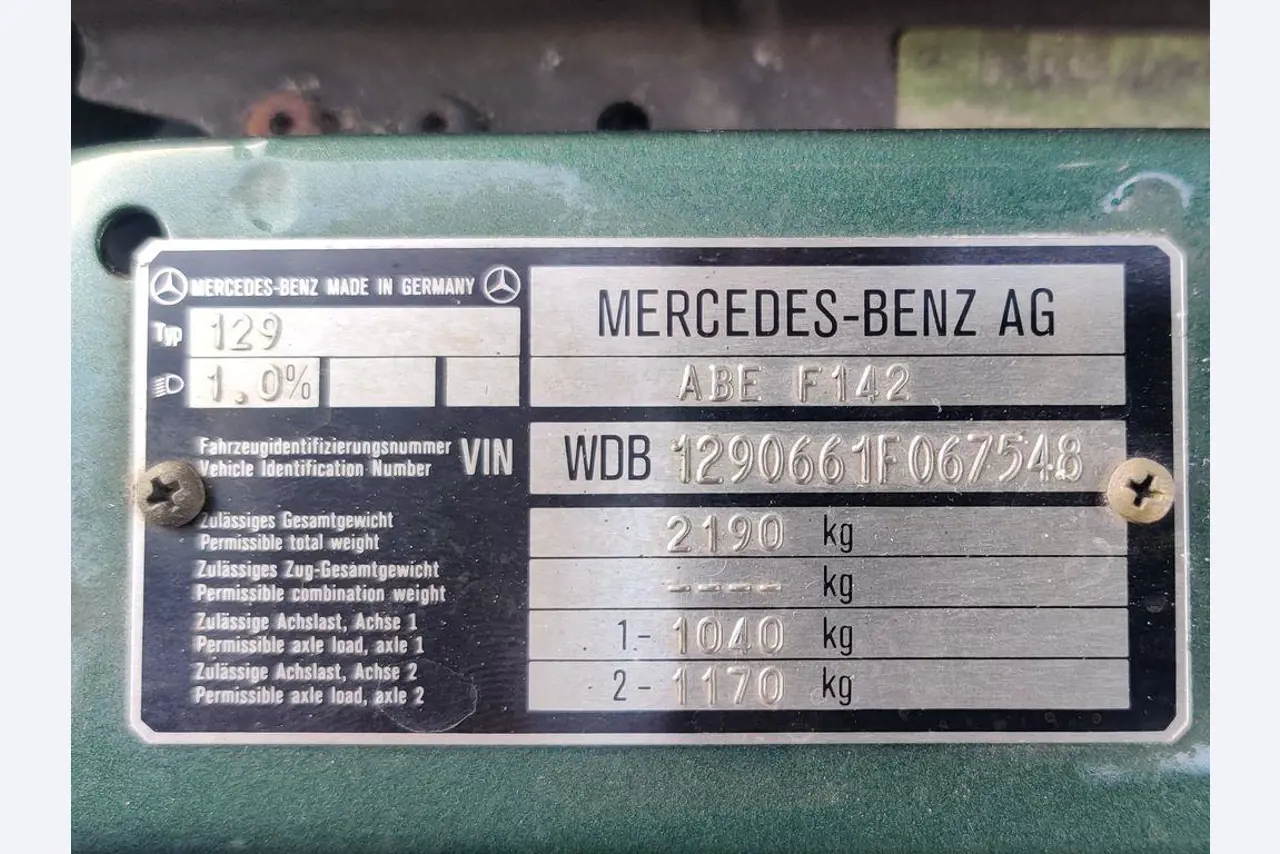 MERCEDES-BENZ MADE IN GERMANY
Typ 129
1.0%
MERCEDES-BENZ AG
ABE F142
Fahrzeugidentifizierungsnummer
Vehicle Identification Number
VIN
WDB 1290661F067548
Zulässiges Gesamtgewicht
Permissible total weight
2190 kg
Zulässiges Zug-Gesamtgewicht
Permissible combination weight
---- kg
Zulässige Achslast, Achse 1
Permissible axle load, axle 1
1- 1040 kg
Zulässige Achslast, Achse 2
Permissible axle load, axle 2
2- 1170 kg